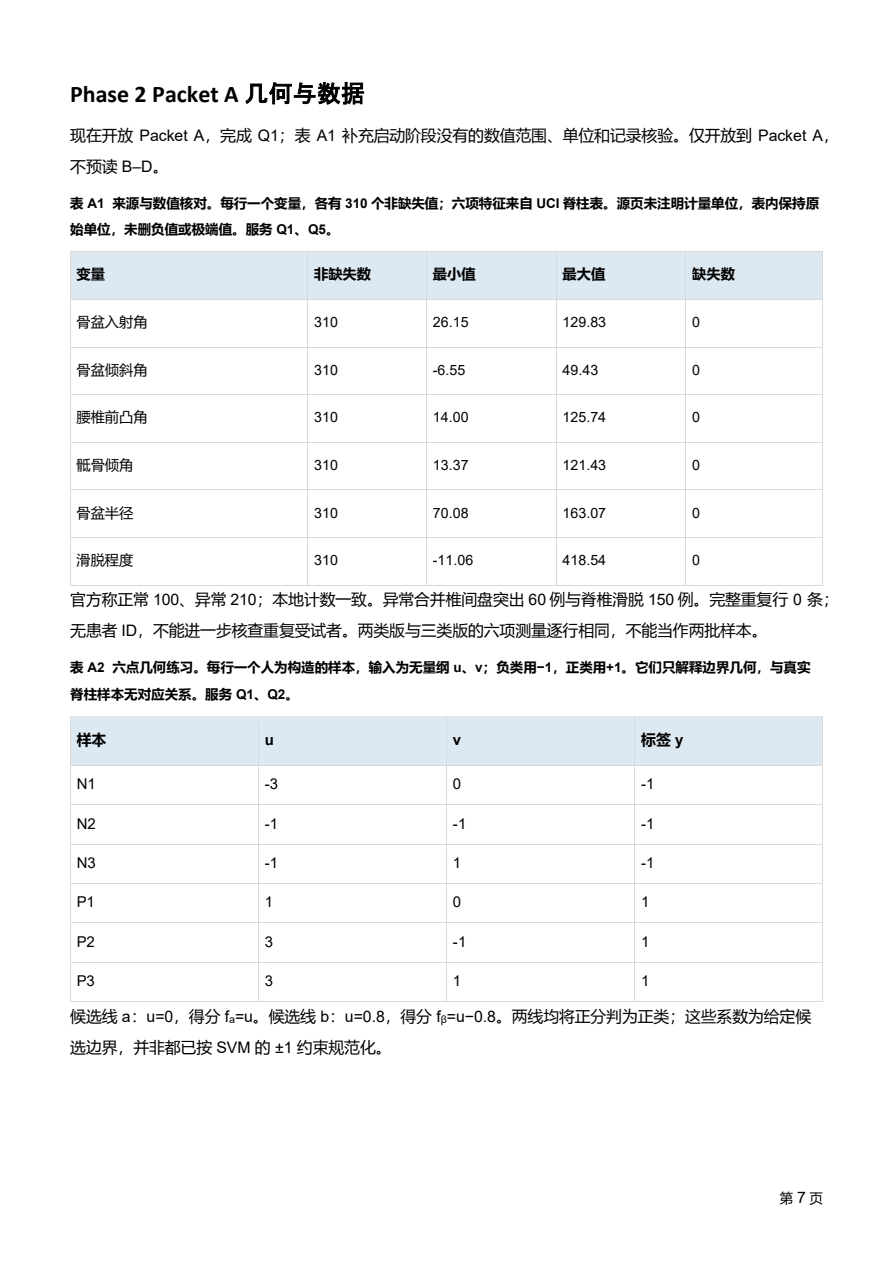 Phase 2 Packet A 几何与数据
现在开放 Packet A，完成 Q1；表 A1 补充启动阶段没有的数值范围、单位和记录核验。仅开放到 Packet A，
不预读 B–D。
表 A1 来源与数值核对。每行一个变量，各有 310 个非缺失值；六项特征来自 UCI 脊柱表。源页未注明计量单位，表内保持原
始单位，未删负值或极端值。服务 Q1、Q5。
变量 非缺失数 最小值 最大值 缺失数
骨盆入射角 310 26.15 129.83 0
骨盆倾斜角 310 -6.55 49.43 0
腰椎前凸角 310 14.00 125.74 0
骶骨倾角 310 13.37 121.43 0
骨盆半径 310 70.08 163.07 0
滑脱程度 310 -11.06 418.54 0
官方称正常 100、异常 210；本地计数一致。异常合并椎间盘突出 60 例与脊椎滑脱 150 例。完整重复行 0 条；
无患者 ID，不能进一步核查重复受试者。两类版与三类版的六项测量逐行相同，不能当作两批样本。
表 A2 六点几何练习。每行一个人为构造的样本，输入为无量纲 u、v；负类用−1，正类用+1。它们只解释边界几何，与真实
脊柱样本无对应关系。服务 Q1、Q2。
样本 u v 标签 y
N1 -3 0 -1
N2 -1 -1 -1
N3 -1 1 -1
P1 1 0 1
P2 3 -1 1
P3 3 1 1
候选线 a：u=0，得分 fₐ=u。候选线 b：u=0.8，得分 fᵦ=u−0.8。两线均将正分判为正类；这些系数为给定候
选边界，并非都已按 SVM 的 ±1 约束规范化。
第 7 页